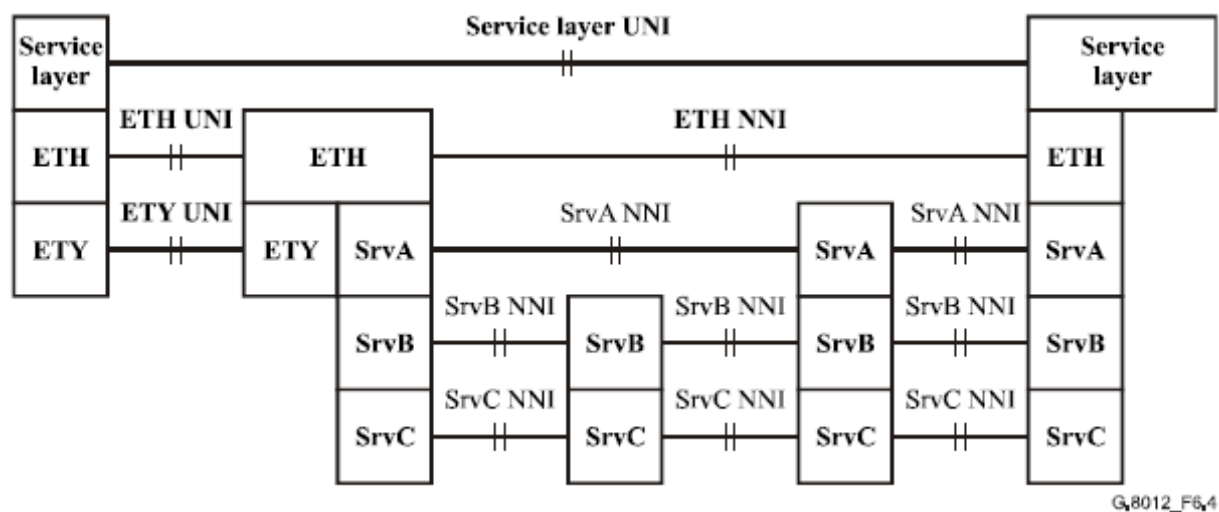 Service layer UNI
Service
layer
Service
layer
ETH UNI
ETH NNI
ETH
ETH
ETH
ETY UNI
SrvA NNI
SrvA NNI
ETY
ETY
SrvA
SrvA
SrvA
SrvB NNI
SrvB NNI
SrvB NNI
SrvB
SrvB
SrvB
SrvB
SrvC NNI
SrvC NNI
SrvC NNI
SrvC
SrvC
SrvC
SrvC
G.8012_F6.4